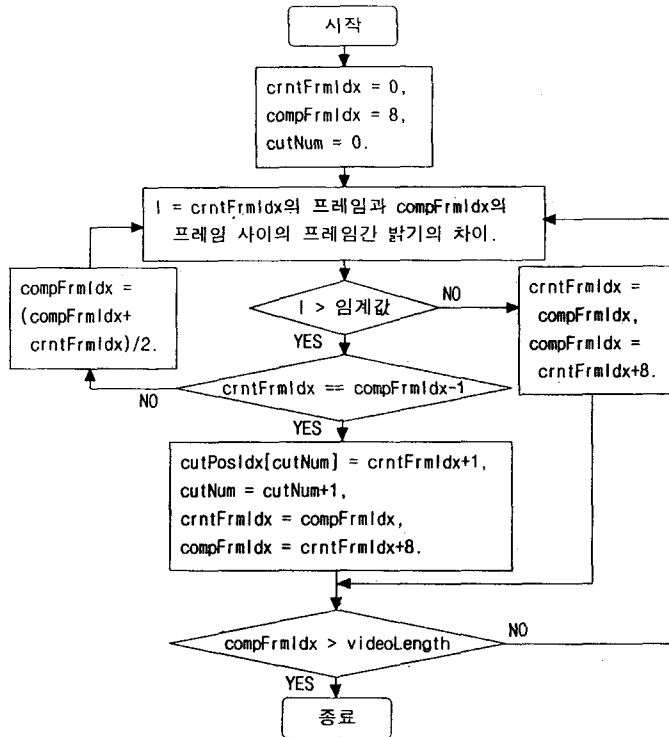 시작
crntFrmIdx = 0,
compFrmIdx = 8,
cutNum = 0.
I = crntFrmIdx의 프레임과 compFrmIdx의
프레임 사이의 프레임간 밝기의 차이.
compFrmIdx =
(compFrmIdx+
crntFrmIdx)/2.
I > 임계값
NO
YES
crntFrmIdx =
compFrmIdx,
compFrmIdx =
crntFrmIdx+8.
crntFrmIdx == compFrmIdx-1
NO
YES
cutPosIdx[cutNum] = crntFrmIdx+1,
cutNum = cutNum+1,
crntFrmIdx = compFrmIdx,
compFrmIdx = crntFrmIdx+8.
compFrmIdx > videoLength
NO
YES
종료